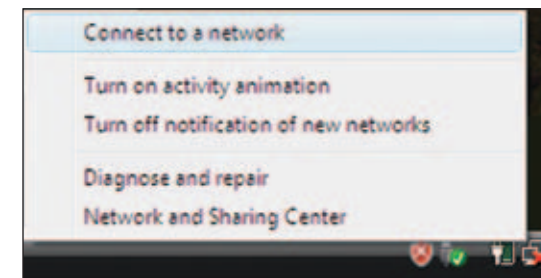 Connect to a network
Turn on activity animation
Turn off notification of new networks
Diagnose and repair
Network and Sharing Center